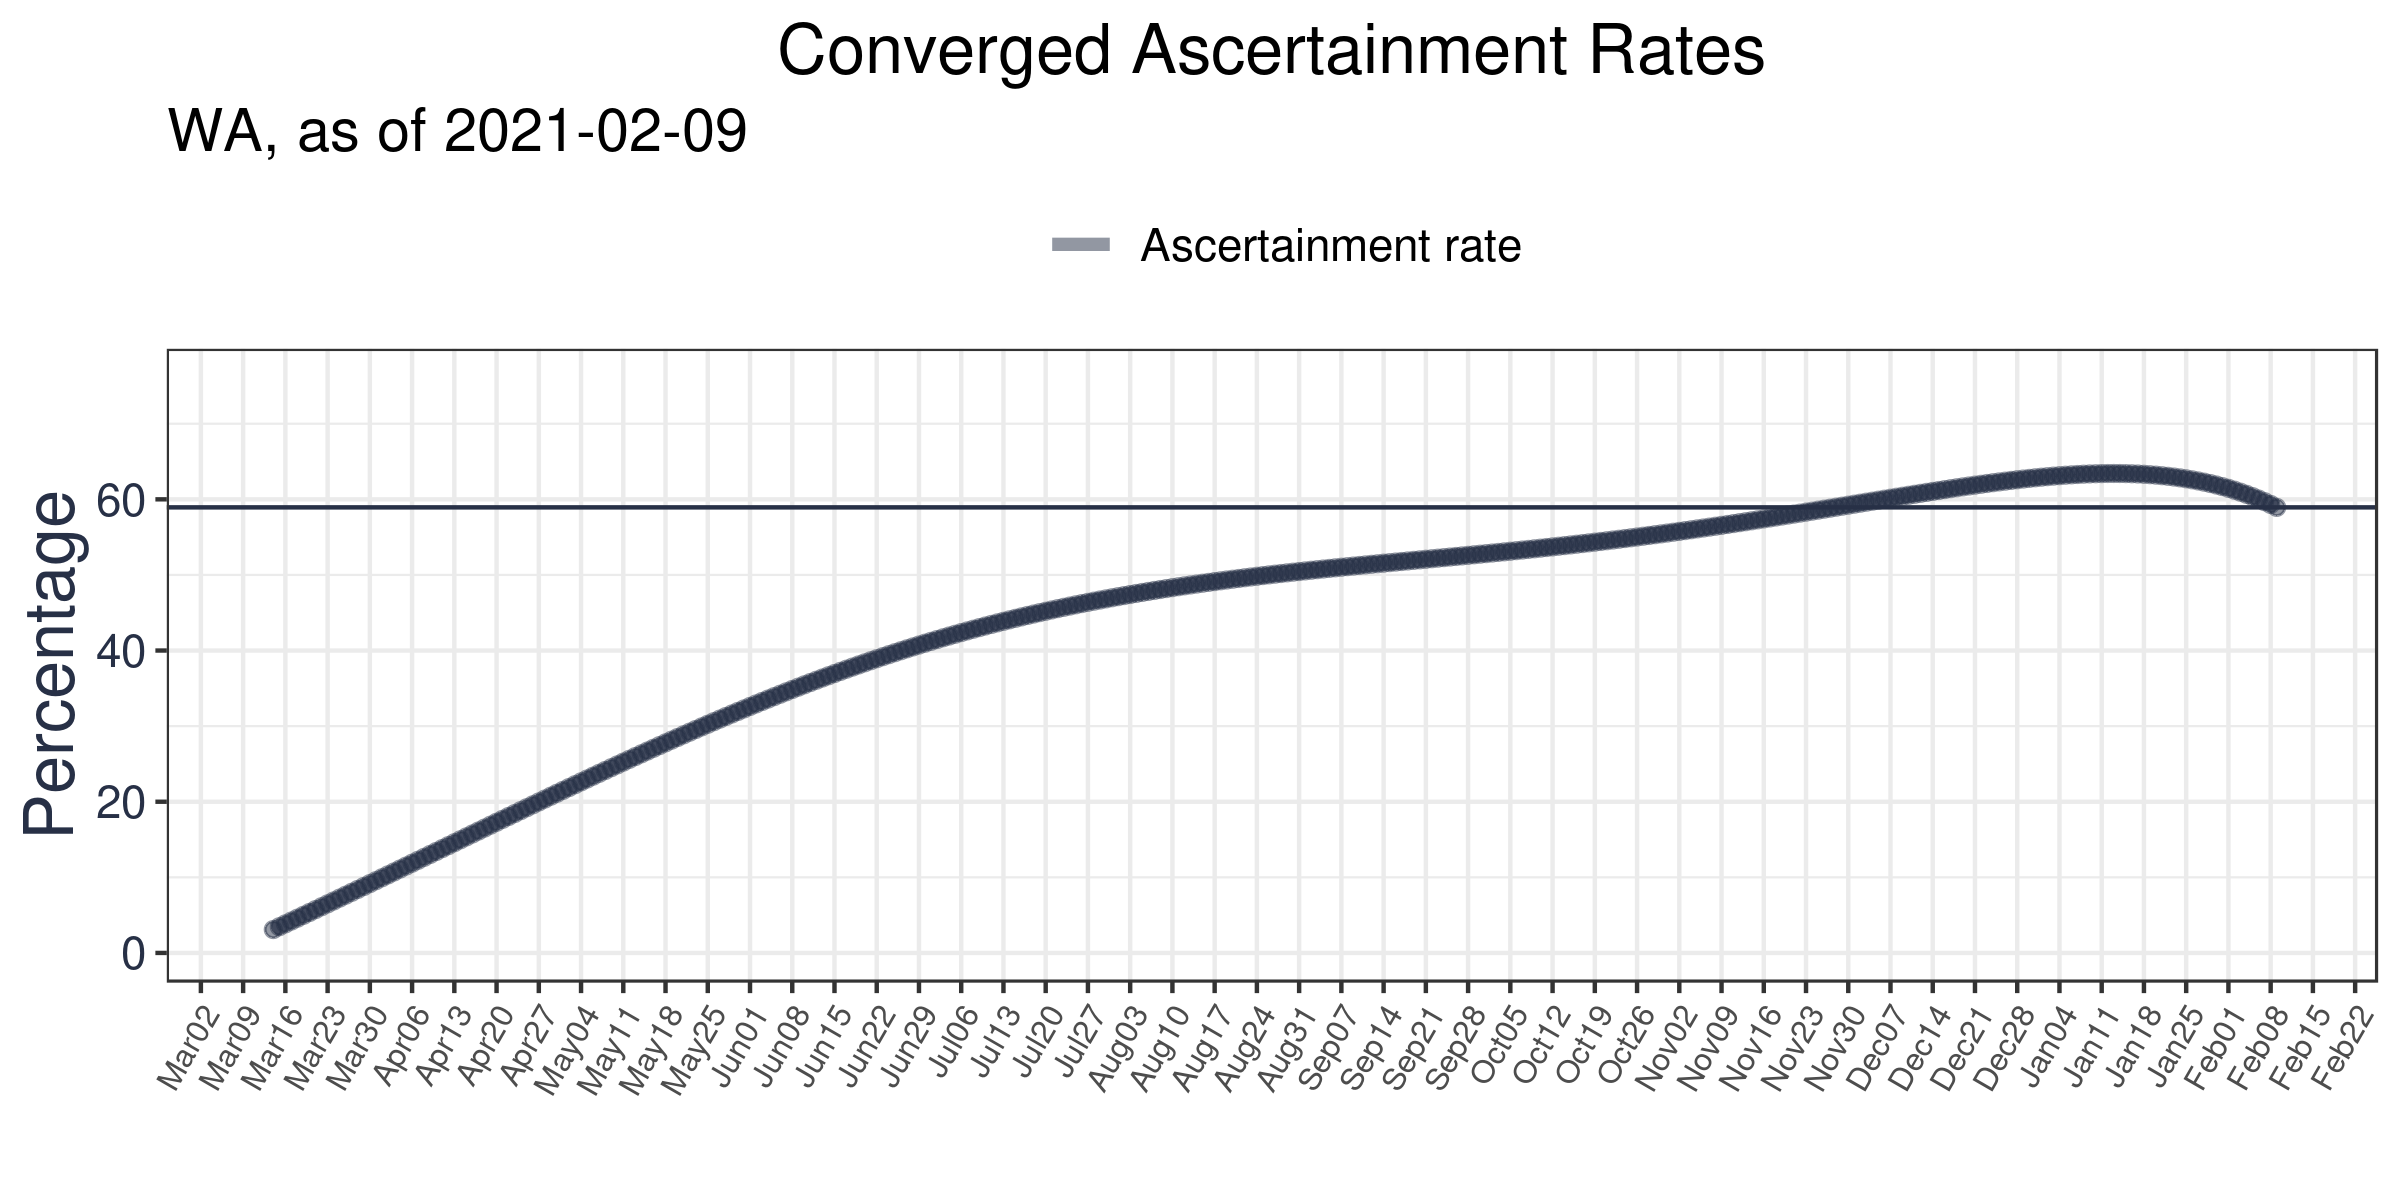 Converged Ascertainment Rates
WA, as of 2021-02-09
Ascertainment rate
Percentage
60
40
20
0
Mar02
Mar09
Mar16
Mar23
Mar30
Apr06
Apr13
Apr20
Apr27
May04
May11
May18
May25
Jun01
Jun08
Jun15
Jun22
Jun29
Jul06
Jul13
Jul20
Jul27
Aug03
Aug10
Aug17
Aug24
Aug31
Sep07
Sep14
Sep21
Sep28
Oct05
Oct12
Oct19
Oct26
Nov02
Nov09
Nov16
Nov23
Nov30
Dec07
Dec14
Dec21
Dec28
Jan04
Jan11
Jan18
Jan25
Feb01
Feb08
Feb15
Feb22